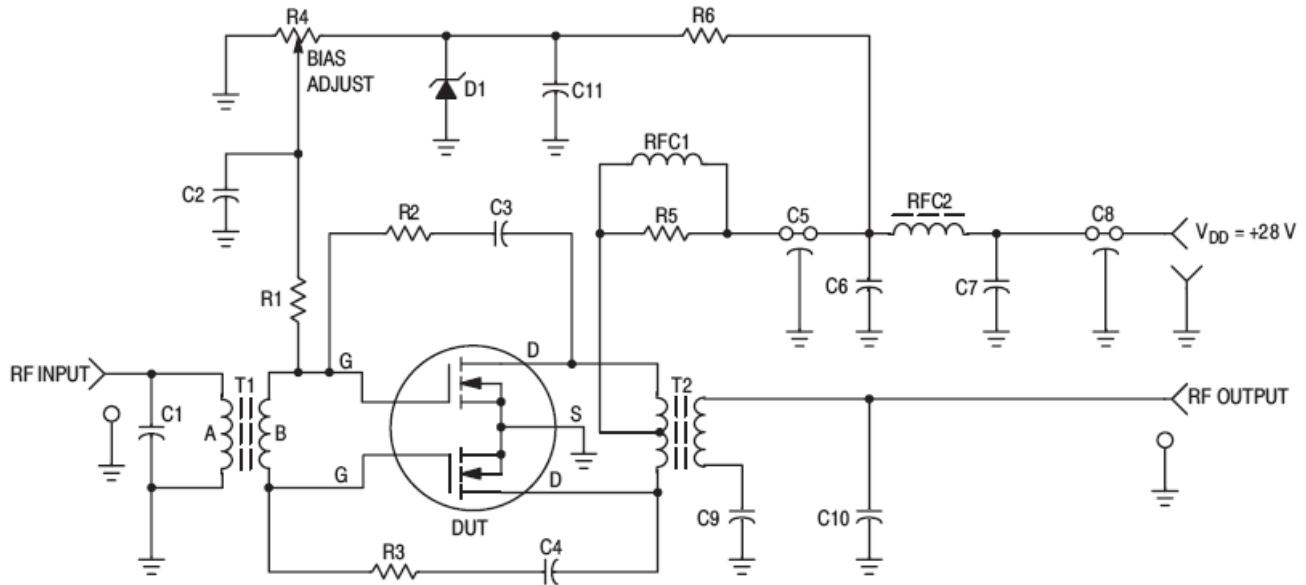 R4
R6
BIAS
ADJUST
D1
C11
RFC1
C2
R2
C3
R5
C5
RFC2
C8
V_DD = +28 V
C6
C7
R1
G
D
RF INPUT
T1
T2
RF OUTPUT
C1
A
B
S
G
D
DUT
C9
C10
R3
C4